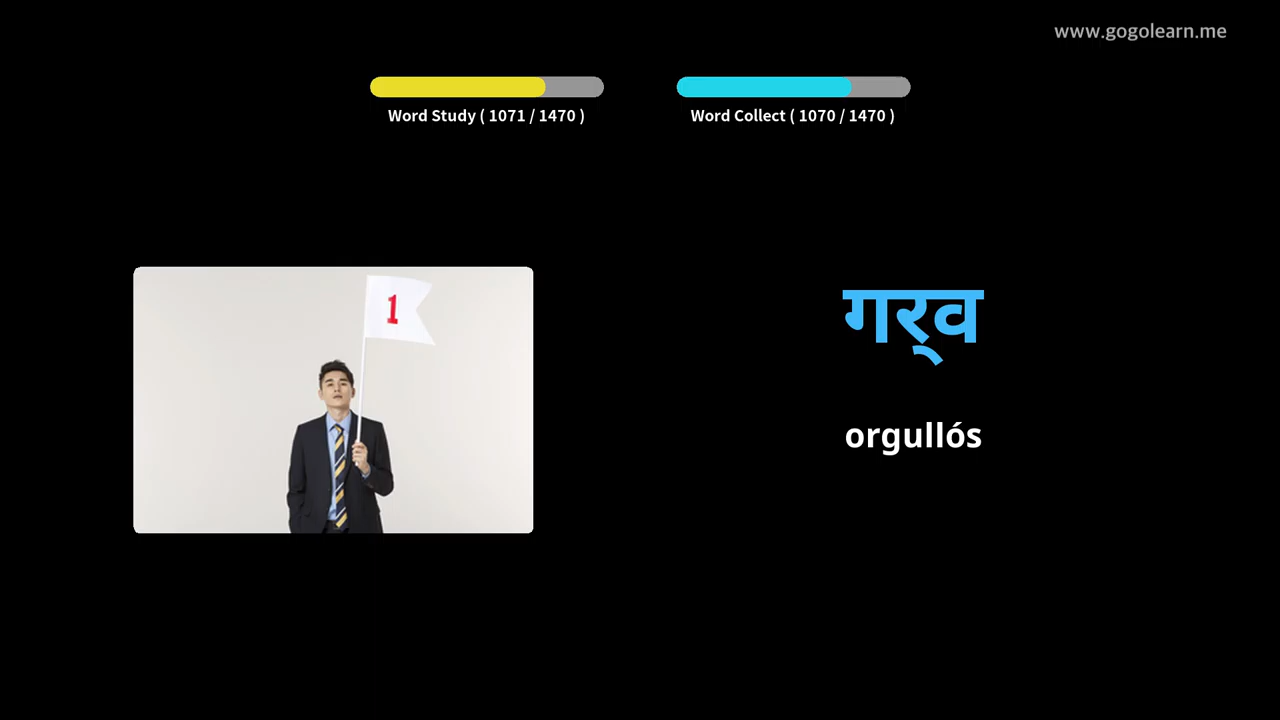 www.gogolearn.me
Word Study ( 1071 / 1470 )
Word Collect ( 1070 / 1470 )
1
गर्‌व
orgullós